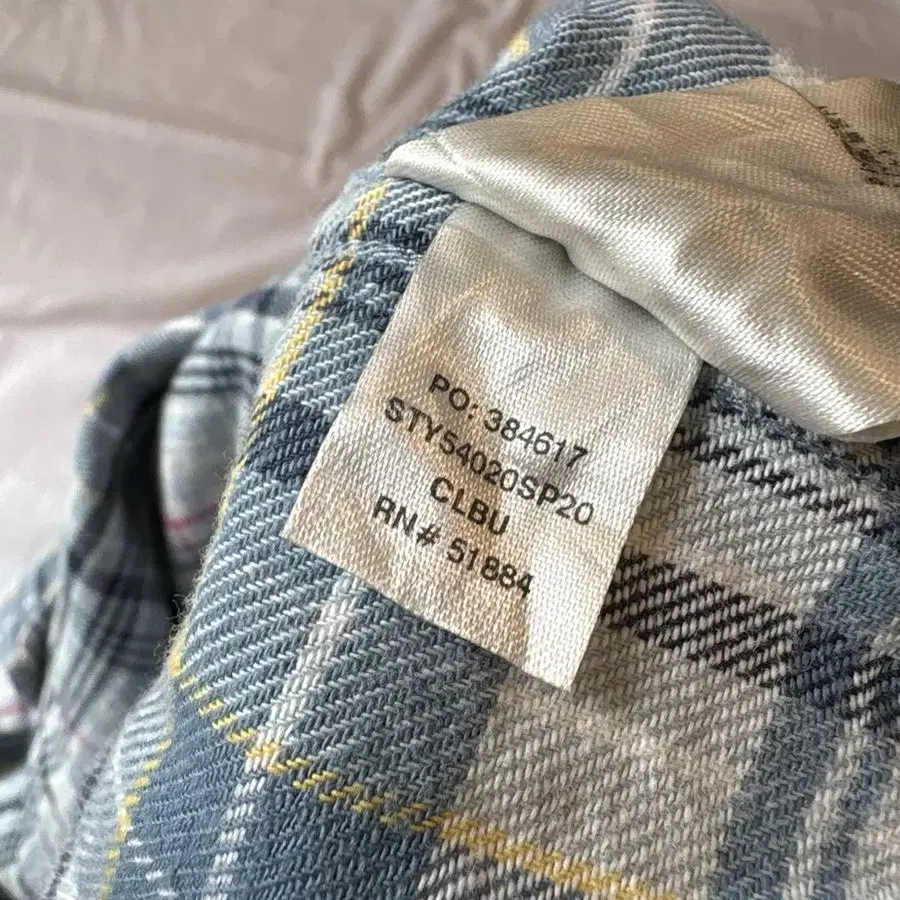 PO: 384617
STY54020SP20
CLBU
RN# 51884